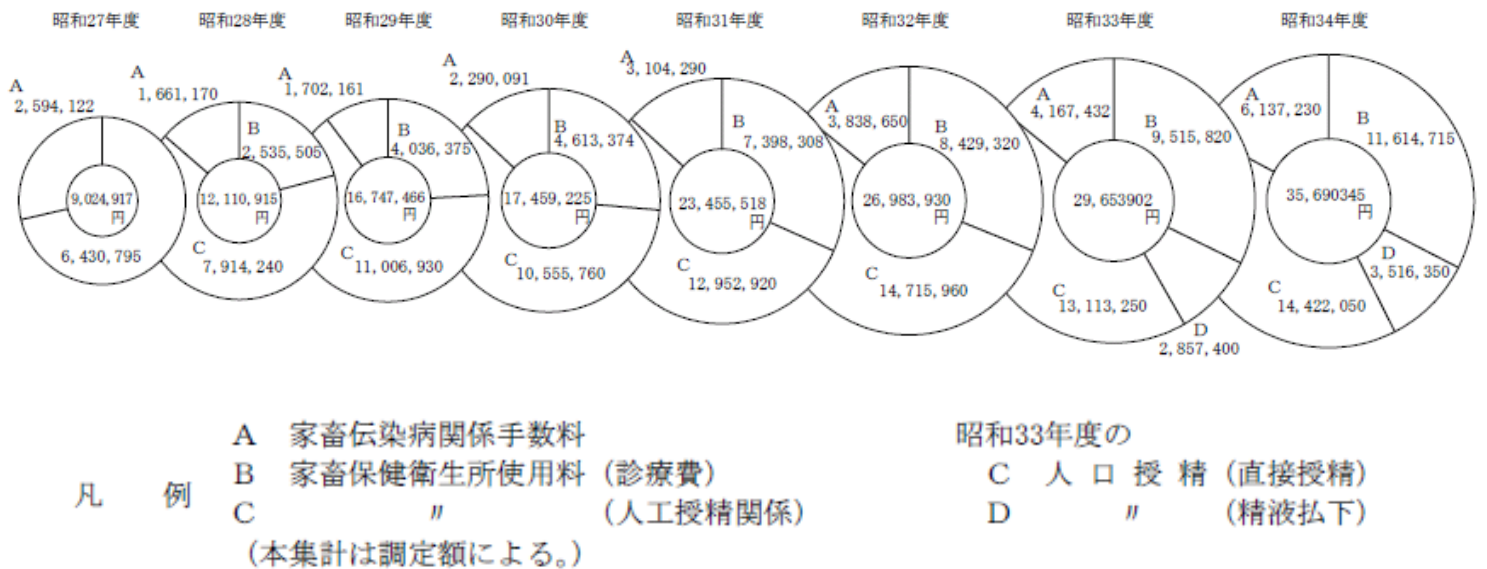 昭和27年度 昭和28年度 昭和29年度 昭和30年度 昭和31年度 昭和32年度 昭和33年度 昭和34年度
A
2,594,122
9,024,917
円
6,430,795
A
1,661,170
B
2,535,505
12,110,915
円
C
7,914,240
A
1,702,161
B
4,036,375
16,747,466
円
C
11,006,930
A
2,290,091
B
4,613,374
17,459,225
円
C
10,555,760
A
3,104,290
B
7,398,308
23,455,518
円
C
12,952,920
A
3,838,650
B
8,429,320
26,983,930
円
C
14,715,960
A
4,167,432
B
9,515,820
29,653902
円
C
13,113,250
D
2,857,400
A
6,137,230
B
11,614,715
35,690345
円
D
3,516,350
C
14,422,050
凡 例
A 家畜伝染病関係手数料
B 家畜保健衛生所使用料(診療費)
C 〃 (人工授精関係)
(本集計は調定額による。)
昭和33年度の
C 人口授精(直接授精)
D 〃 (精液払下)